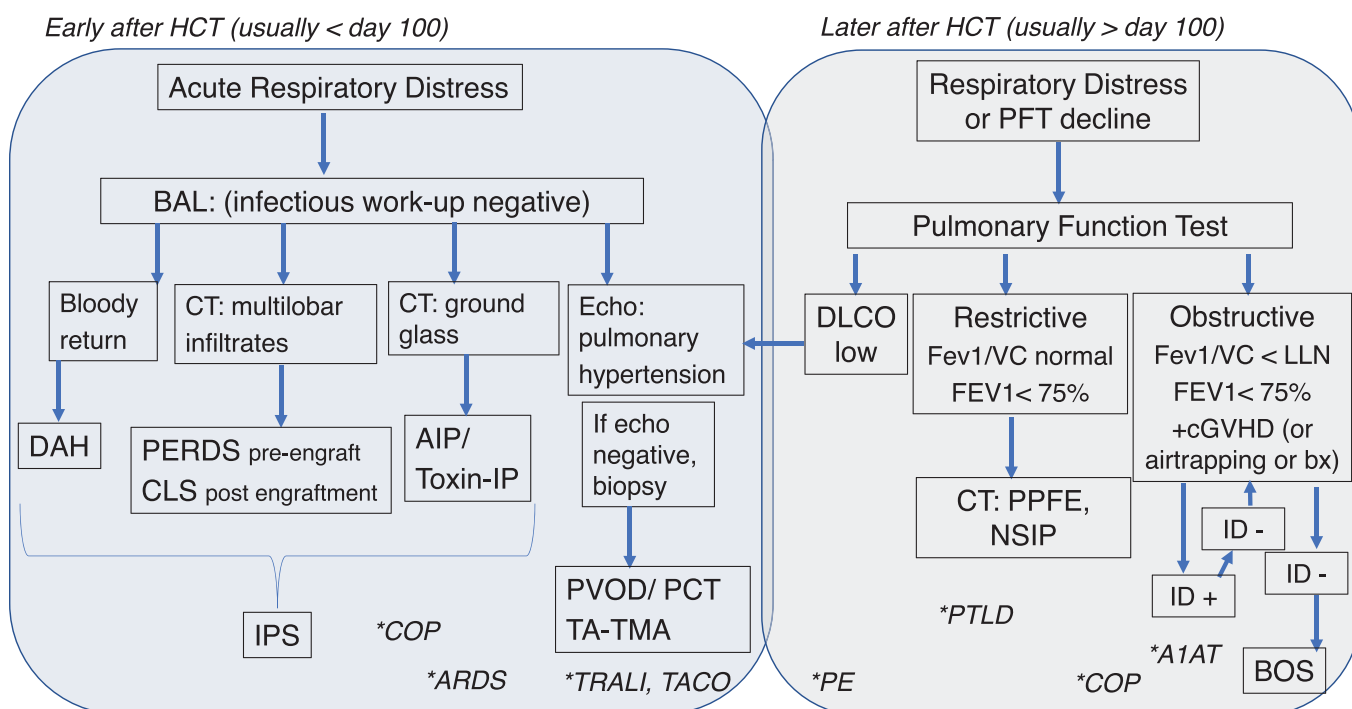 Early after HCT (usually < day 100)
Acute Respiratory Distress
BAL: (infectious work-up negative)
Bloody
return
CT: multilobar
infiltrates
CT: ground
glass
Echo:
pulmonary
hypertension
DAH
PERDS pre-engraft
CLS post engraftment
AIP/
Toxin-IP
If echo
negative,
biopsy
IPS
*COP
*ARDS
PVOD/ PCT
TA-TMA
*TRALI, TACO
Later after HCT (usually > day 100)
Respiratory Distress
or PFT decline
Pulmonary Function Test
DLCO
low
Restrictive
Fev1/VC normal
FEV1< 75%
Obstructive
Fev1/VC < LLN
FEV1< 75%
+cGVHD (or
airtrapping or bx)
CT: PPFE,
NSIP
ID -
ID -
ID +
*PTLD
*A1AT
BOS
*PE
*COP